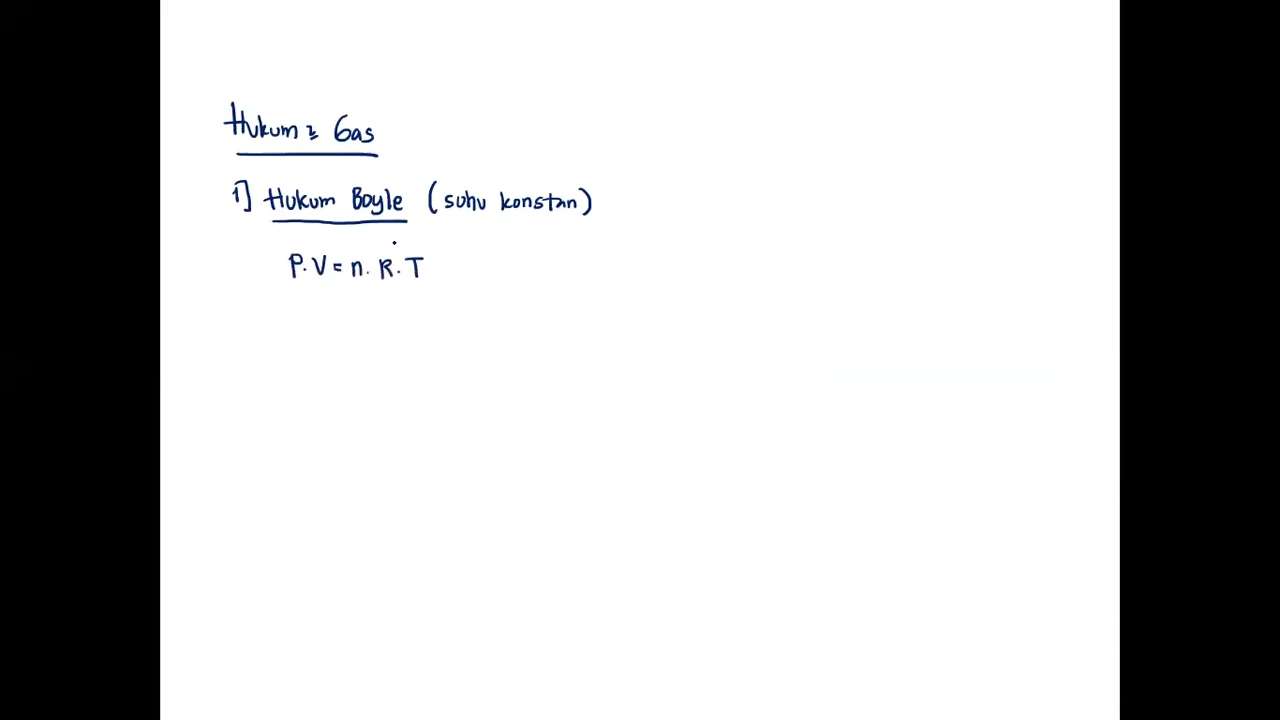 Hukum² Gas
1] Hukum Boyle (suhu konstan)
P.V = n. R.T